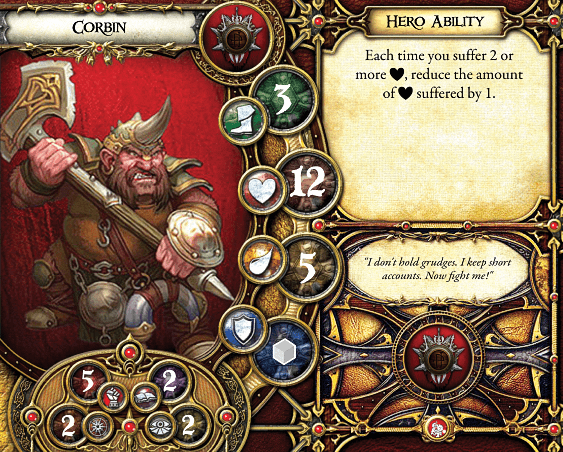 Corbin
Hero Ability
Each time you suffer 2 or
more ♥, reduce the amount
of ♥ suffered by 1.
3
12
5
"I don't hold grudges. I keep short
accounts. Now fight me!"
5
2
2
2